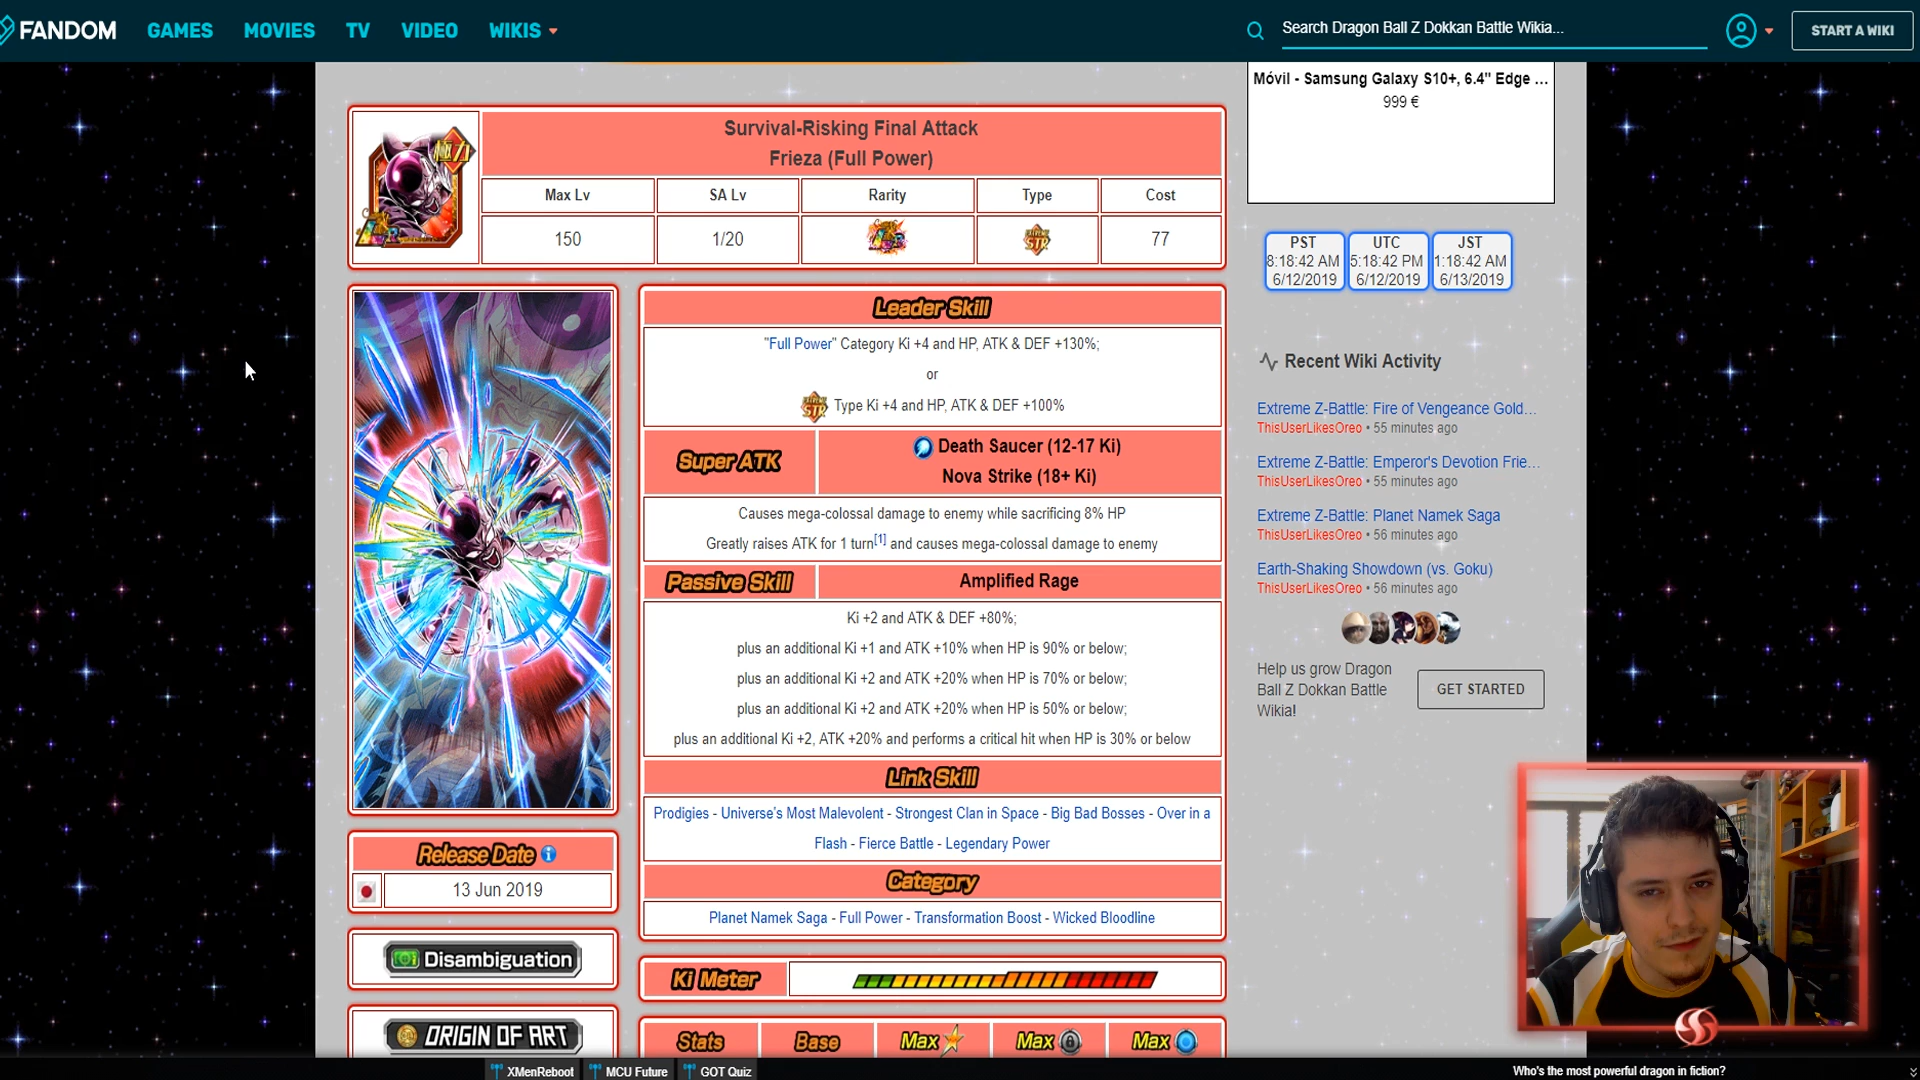 FANDOM GAMES MOVIES TV VIDEO WIKIS Search Dragon Ball Z Dokkan Battle Wikia... START A WIKI
Survival-Risking Final Attack
Frieza (Full Power)
Max Lv SA Lv Rarity Type Cost
150 1/20 77
極力
EXTREME STR
Leader Skill
"Full Power" Category Ki +4 and HP, ATK & DEF +130%;
or
EXTREME STR Type Ki +4 and HP, ATK & DEF +100%
Super ATK
Death Saucer (12-17 Ki)
Nova Strike (18+ Ki)
Causes mega-colossal damage to enemy while sacrificing 8% HP
Greatly raises ATK for 1 turn[1] and causes mega-colossal damage to enemy
Passive Skill Amplified Rage
Ki +2 and ATK & DEF +80%;
plus an additional Ki +1 and ATK +10% when HP is 90% or below;
plus an additional Ki +2 and ATK +20% when HP is 70% or below;
plus an additional Ki +2 and ATK +20% when HP is 50% or below;
plus an additional Ki +2, ATK +20% and performs a critical hit when HP is 30% or below
Link Skill
Prodigies - Universe's Most Malevolent - Strongest Clan in Space - Big Bad Bosses - Over in a
Flash - Fierce Battle - Legendary Power
Category
Planet Namek Saga - Full Power - Transformation Boost - Wicked Bloodline
Ki Meter
Stats Base Max Max Max
Release Date
13 Jun 2019
Disambiguation
ORIGIN OF ART
Móvil - Samsung Galaxy S10+, 6.4" Edge ...
999 €
PST UTC JST
8:18:42 AM 5:18:42 PM 1:18:42 AM
6/12/2019 6/12/2019 6/13/2019
Recent Wiki Activity
Extreme Z-Battle: Fire of Vengeance Gold...
ThisUserLikesOreo • 55 minutes ago
Extreme Z-Battle: Emperor's Devotion Frie...
ThisUserLikesOreo • 55 minutes ago
Extreme Z-Battle: Planet Namek Saga
ThisUserLikesOreo • 56 minutes ago
Earth-Shaking Showdown (vs. Goku)
ThisUserLikesOreo • 56 minutes ago
Help us grow Dragon
Ball Z Dokkan Battle
Wikia!
GET STARTED
XMenReboot MCU Future GOT Quiz Who's the most powerful dragon in fiction?